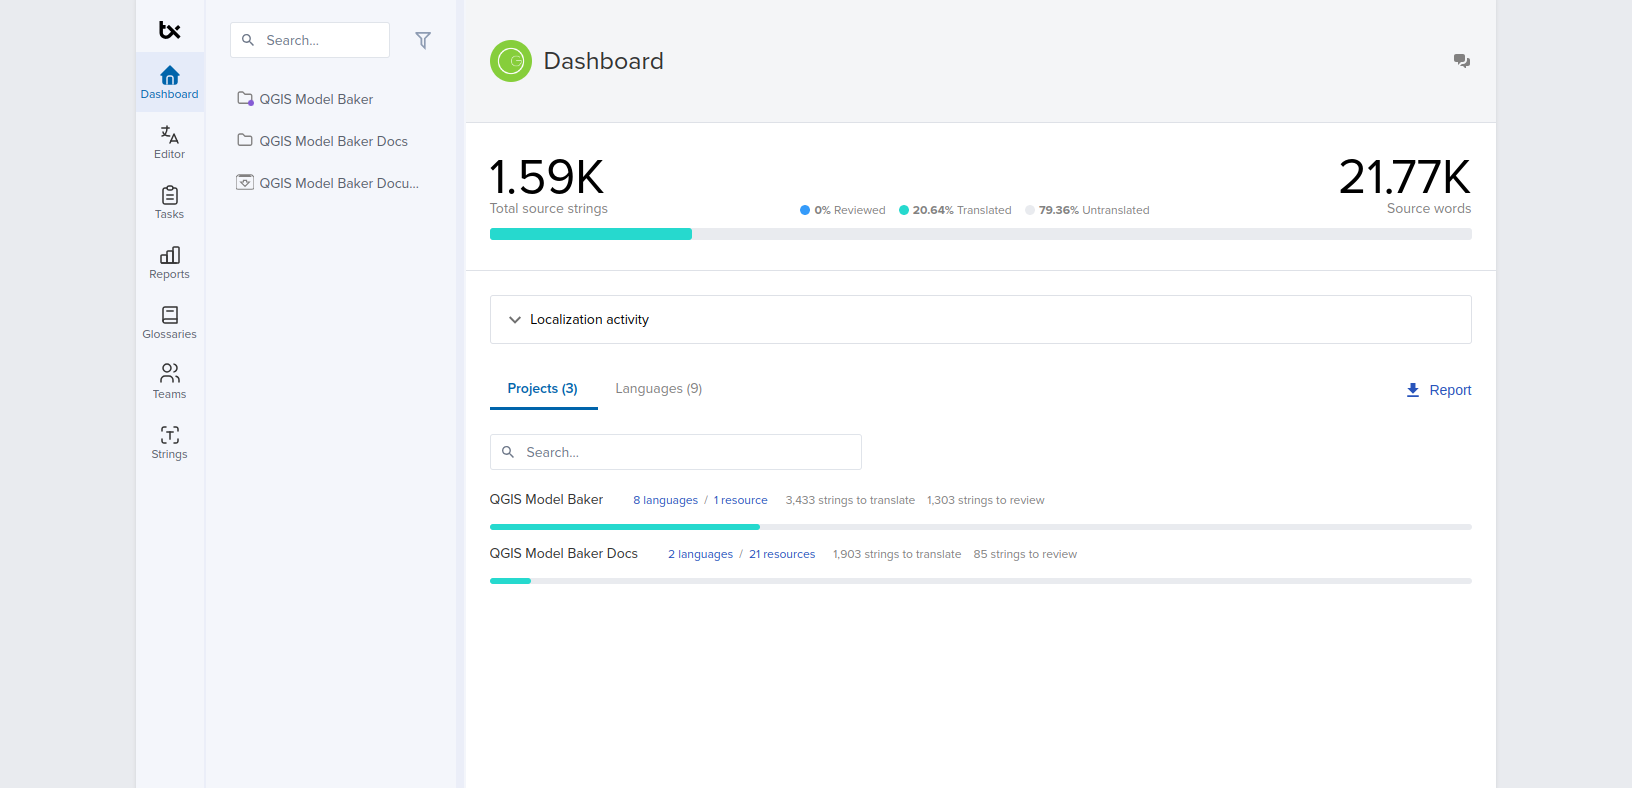 tx
Dashboard
Editor
Tasks
Reports
Glossaries
Teams
Strings
Search...
QGIS Model Baker
QGIS Model Baker Docs
QGIS Model Baker Docu...
Dashboard
1.59K
Total source strings
0% Reviewed 20.64% Translated 79.36% Untranslated
21.77K
Source words
Localization activity
Projects (3) Languages (9) Report
Search...
QGIS Model Baker 8 languages / 1 resource 3,433 strings to translate 1,303 strings to review
QGIS Model Baker Docs 2 languages / 21 resources 1,903 strings to translate 85 strings to review